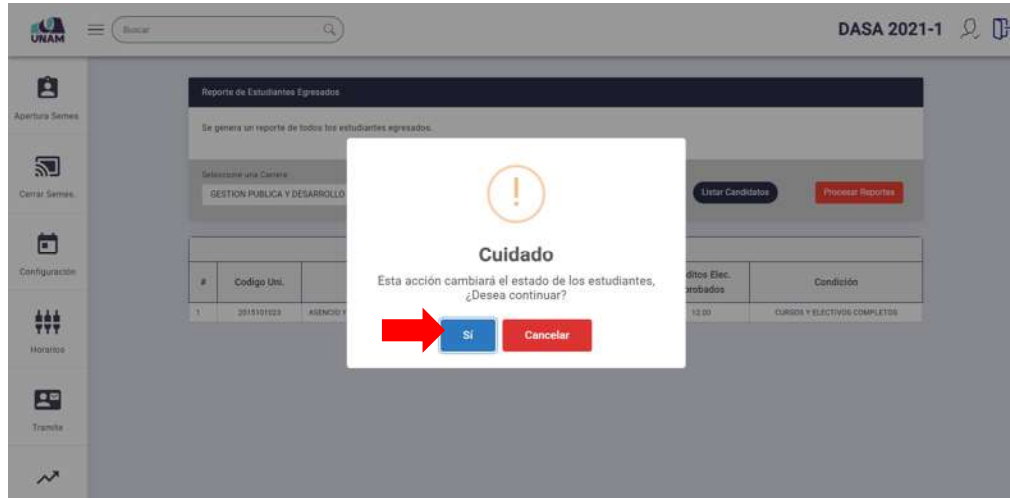 UNAM
Buscar
DASA 2021-1
Apertura Semes.
Cerrar Semes.
Configuración
Horarios
Tramite
Reporte de Estudiantes Egresados
Se genera un reporte de todos los estudiantes egresados.
Seleccione una Carrera
GESTION PUBLICA Y DESARROLLO
Listar Candidatos
Procesar Reportes
# Codigo Uni. ditos Elec. Condición
probados
1 2015101023 ASENCIO Y 12.00 CURSOS Y ELECTIVOS COMPLETOS
Cuidado
Esta acción cambiará el estado de los estudiantes,
¿Desea continuar?
Sí
Cancelar